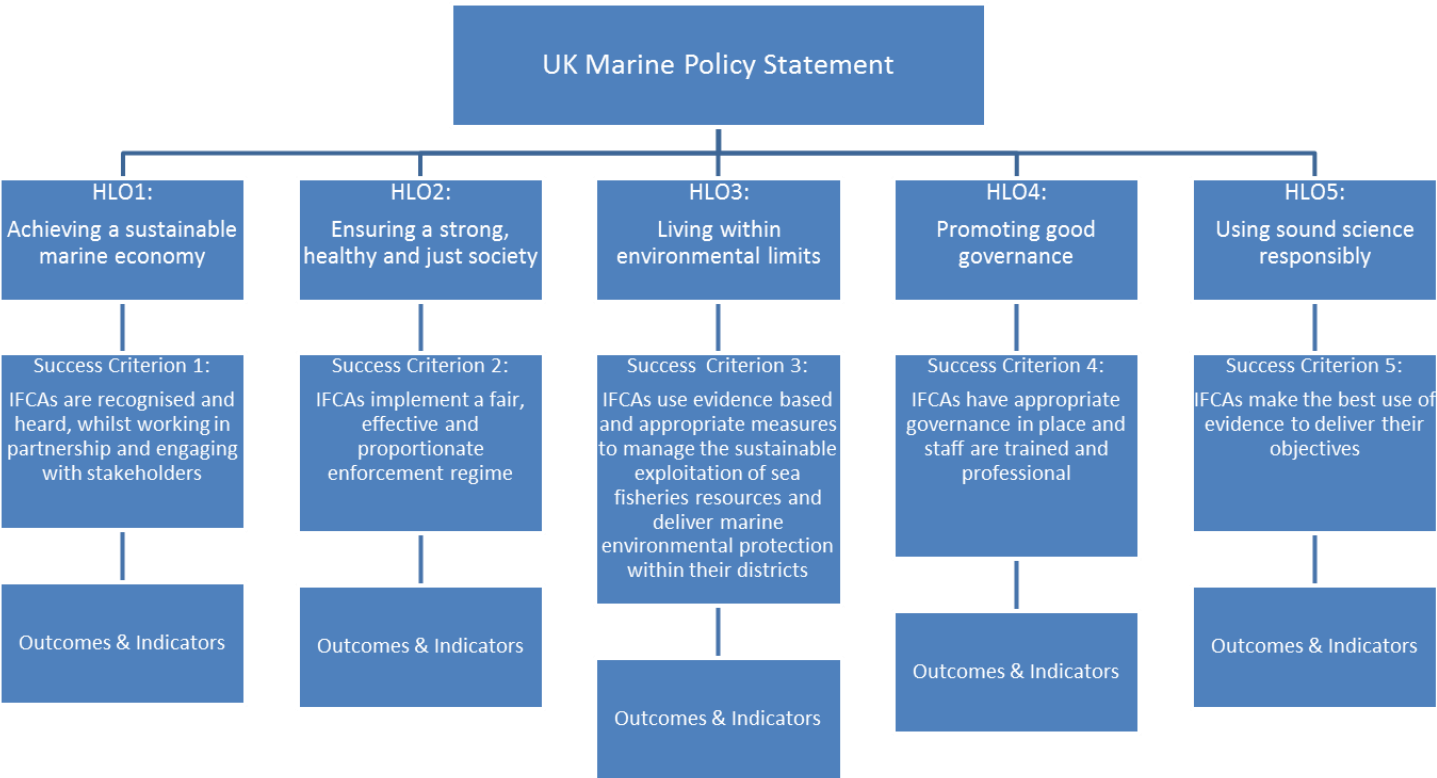 UK Marine Policy Statement
HLO1:
Achieving a sustainable
marine economy
HLO2:
Ensuring a strong,
healthy and just society
HLO3:
Living within
environmental limits
HLO4:
Promoting good
governance
HLO5:
Using sound science
responsibly
Success Criterion 1:
IFCAs are recognised and
heard, whilst working in
partnership and engaging
with stakeholders
Success Criterion 2:
IFCAs implement a fair,
effective and
proportionate
enforcement regime
Success Criterion 3:
IFCAs use evidence based
and appropriate measures
to manage the sustainable
exploitation of sea
fisheries resources and
deliver marine
environmental protection
within their districts
Success Criterion 4:
IFCAs have appropriate
governance in place and
staff are trained and
professional
Success Criterion 5:
IFCAs make the best use of
evidence to deliver their
objectives
Outcomes & Indicators
Outcomes & Indicators
Outcomes & Indicators
Outcomes & Indicators
Outcomes & Indicators